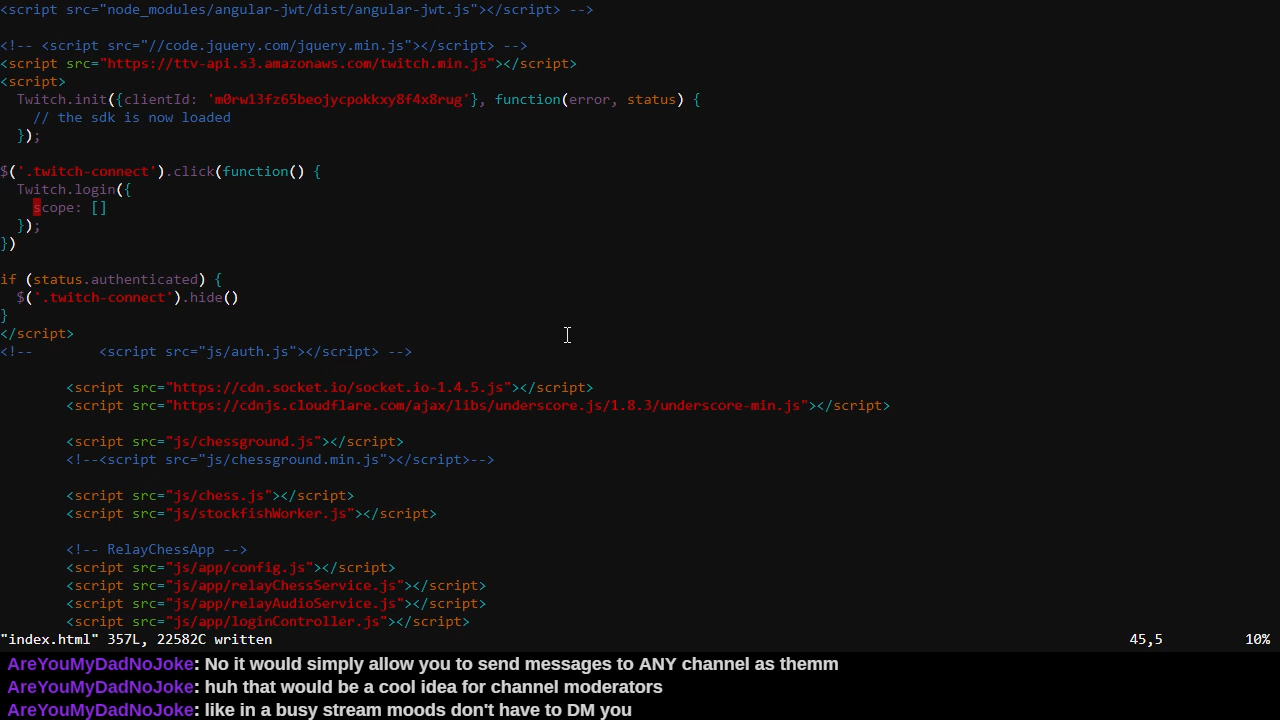 <script src="node_modules/angular-jwt/dist/angular-jwt.js"></script> -->
<!-- <script src="//code.jquery.com/jquery.min.js"></script> -->
<script src="https://ttv-api.s3.amazonaws.com/twitch.min.js"></script>
<script>
  Twitch.init({clientId: 'm0rw13fz65beojycpokkxy8f4x8rug'}, function(error, status) {
    // the sdk is now loaded
  });
$('.twitch-connect').click(function() {
  Twitch.login({
    scope: []
  });
})
if (status.authenticated) {
  $('.twitch-connect').hide()
}
</script>
<!--        <script src="js/auth.js"></script> -->
        <script src="https://cdn.socket.io/socket.io-1.4.5.js"></script>
        <script src="https://cdnjs.cloudflare.com/ajax/libs/underscore.js/1.8.3/underscore-min.js"></script>
        <script src="js/chessground.js"></script>
        <!--<script src="js/chessground.min.js"></script>-->
        <script src="js/chess.js"></script>
        <script src="js/stockfishWorker.js"></script>
        <!-- RelayChessApp -->
        <script src="js/app/config.js"></script>
        <script src="js/app/relayChessService.js"></script>
        <script src="js/app/relayAudioService.js"></script>
        <script src="js/app/loginController.js"></script>
"index.html" 357L, 22582C written 45,5 10%
AreYouMyDadNoJoke: No it would simply allow you to send messages to ANY channel as themm
AreYouMyDadNoJoke: huh that would be a cool idea for channel moderators
AreYouMyDadNoJoke: like in a busy stream moods don't have to DM you